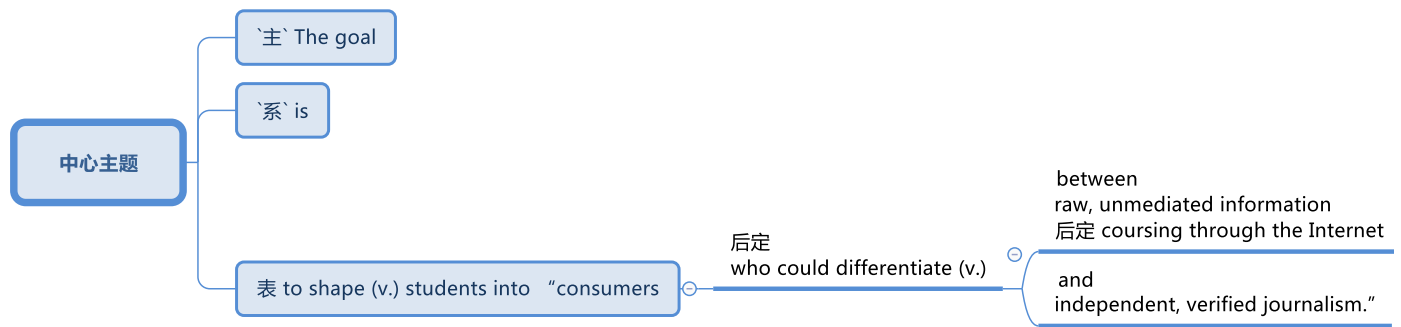 中心主题
`主` The goal
`系` is
表 to shape (v.) students into “consumers
后定
who could differentiate (v.)
between
raw, unmediated information
后定 coursing through the Internet
and
independent, verified journalism.”